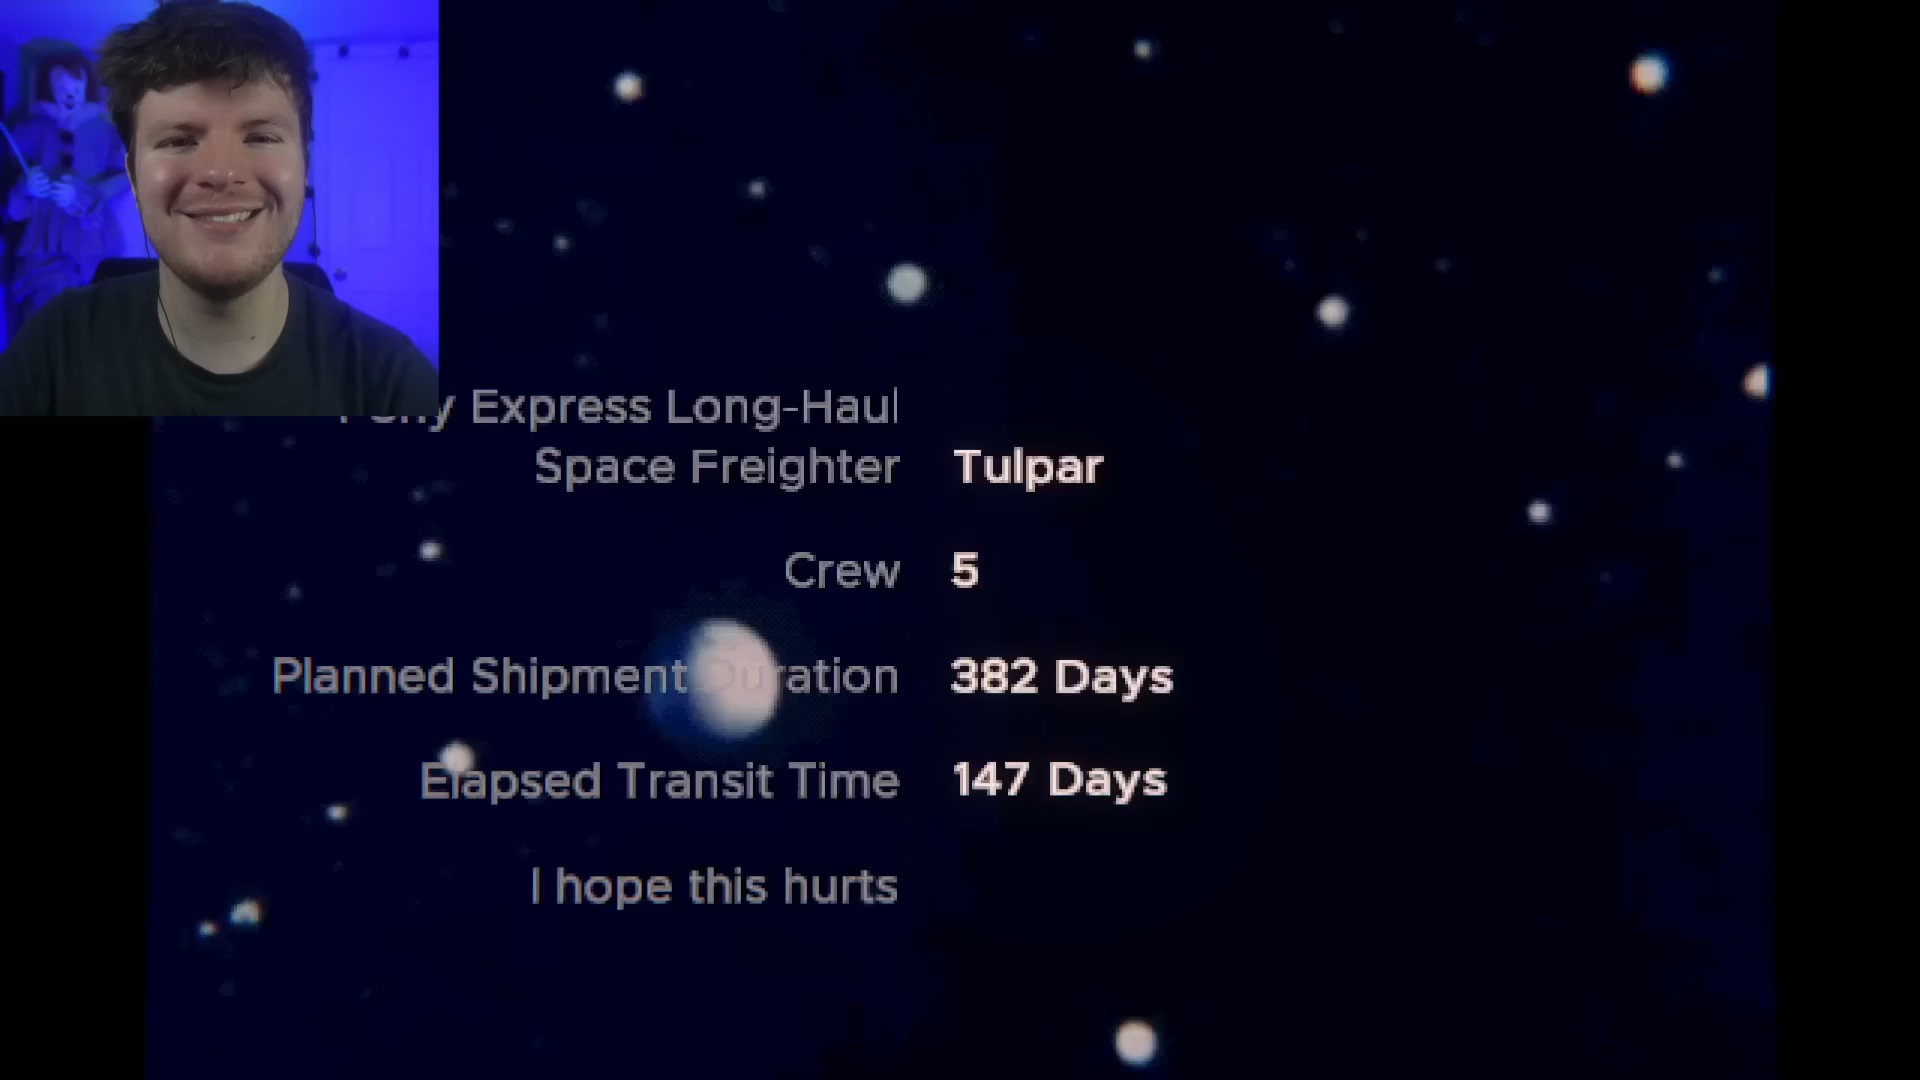 Express Long-Haul
Space Freighter Tulpar
Crew 5
Planned Shipment Duration 382 Days
Elapsed Transit Time 147 Days
I hope this hurts